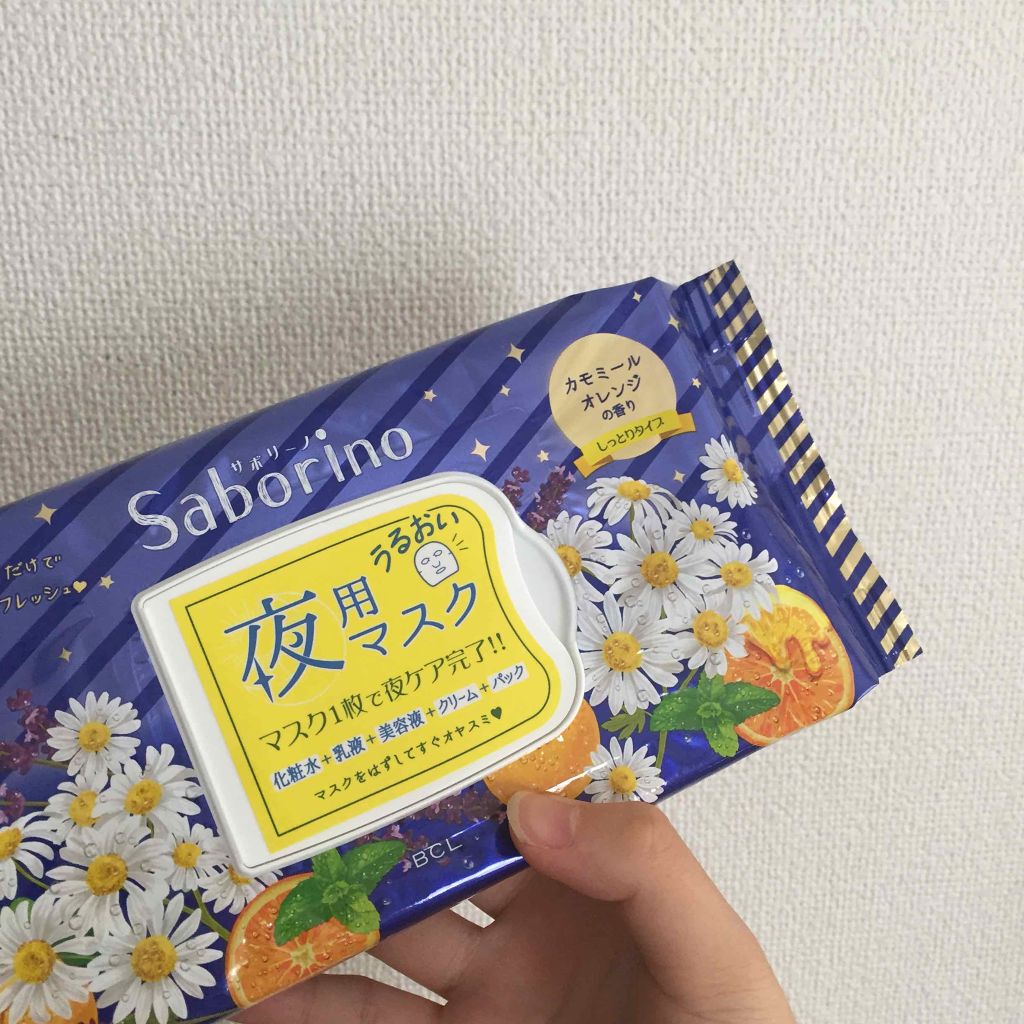 カモミール
オレンジ
の香り
しっとりタイプ
サボリーノ
Saborino
だけで
フレッシュ♥
うるおい
夜用
マスク
マスク1枚で夜ケア完了!!
化粧水+乳液+美容液+クリーム+パック
マスクをはずしてすぐオヤスミ♥
BCL